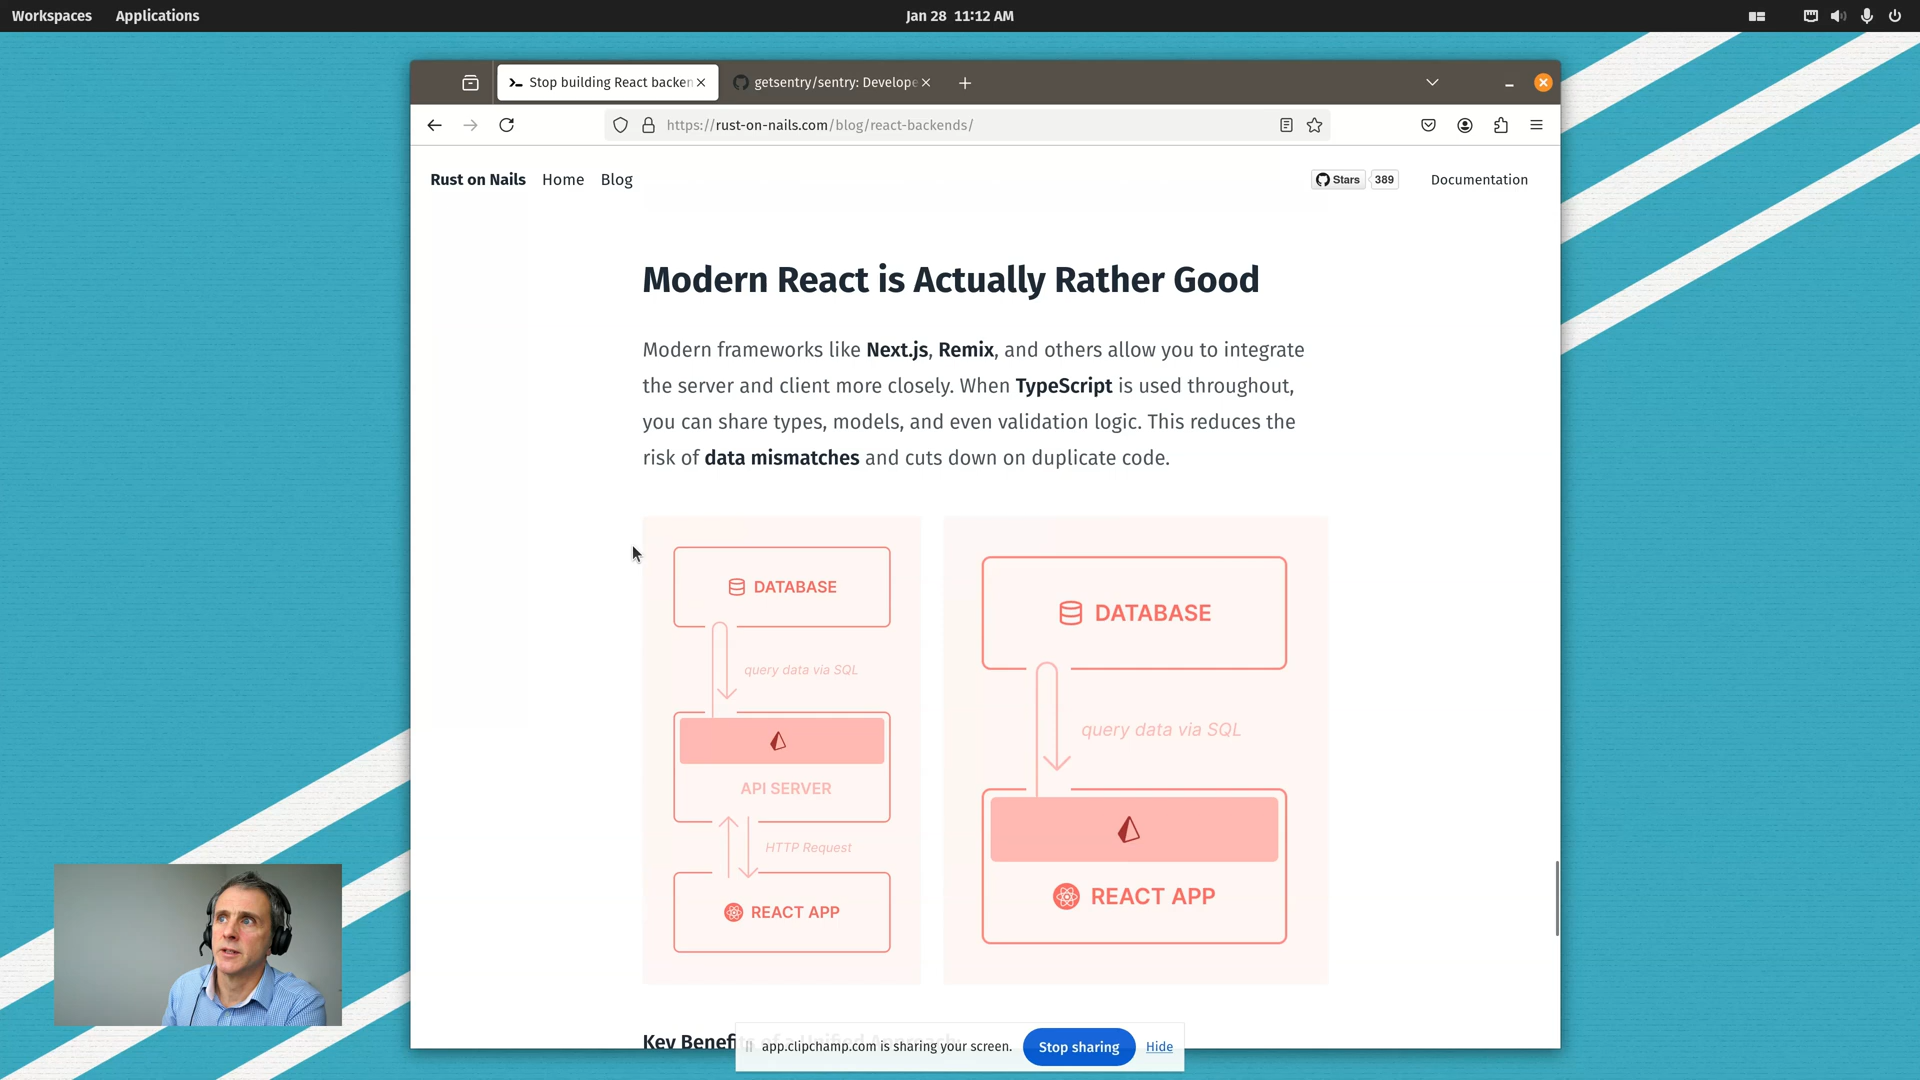 Workspaces Applications Jan 28 11:12 AM
Stop building React backen getsentry/sentry: Develope
https://rust-on-nails.com/blog/react-backends/
Rust on Nails Home Blog Stars 389 Documentation
Modern React is Actually Rather Good
Modern frameworks like Next.js, Remix, and others allow you to integrate
the server and client more closely. When TypeScript is used throughout,
you can share types, models, and even validation logic. This reduces the
risk of data mismatches and cuts down on duplicate code.
DATABASE
query data via SQL
API SERVER
HTTP Request
REACT APP
DATABASE
query data via SQL
REACT APP
Key Benefits of a Unified Approach
app.clipchamp.com is sharing your screen. Stop sharing Hide